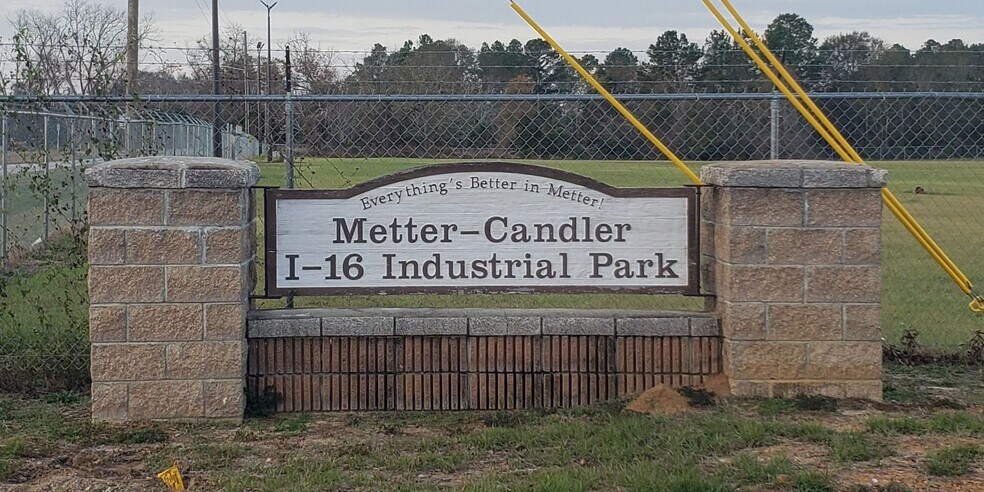 Everything's Better in Metter!
Metter-Candler
I-16 Industrial Park